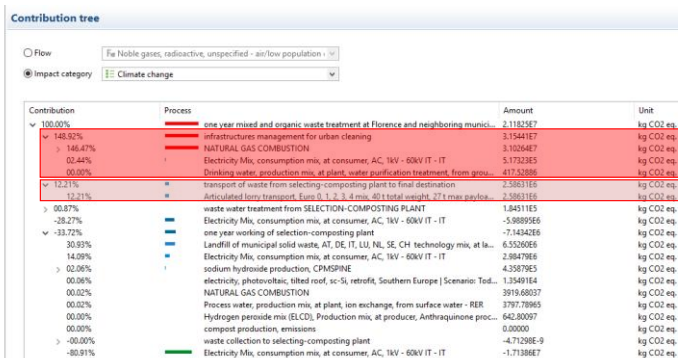 Contribution tree
Flow Fe Noble gases, radioactive, unspecified - air/low population
Impact category Climate change
Contribution Process Amount Unit
100.00% one year mixed and organic waste treatment at Florence and neighboring munici... 2.11825E7 kg CO2 eq.
148.92% infrastructures management for urban cleaning 3.15441E7 kg CO2 eq.
146.47% NATURAL GAS COMBUSTION 3.10264E7 kg CO2 eq.
02.44% Electricity Mix, consumption mix, at consumer, AC, 1kV - 60kV IT - IT 5.17323E5 kg CO2 eq.
00.00% Drinking water, production mix, at plant, water purification treatment, from grou... 417.52886 kg CO2 eq.
12.21% transport of waste from selecting-composting plant to final destination 2.58631E6 kg CO2 eq.
12.21% Articulated lorry transport, Euro 0, 1, 2, 3, 4 mix, 40 t total weight, 27 t max payloa... 2.58631E6 kg CO2 eq.
00.87% waste water treatment from SELECTION-COMPOSTING PLANT 1.84511E5 kg CO2 eq.
-28.27% Electricity Mix, consumption mix, at consumer, AC, 1kV - 60kV IT - IT -5.98895E6 kg CO2 eq.
-33.72% one year working of selection-composting plant -7.14342E6 kg CO2 eq.
30.93% Landfill of municipal solid waste, AT, DE, IT, LU, NL, SE, CH technology mix, at la... 6.55260E6 kg CO2 eq.
14.09% Electricity Mix, consumption mix, at consumer, AC, 1kV - 60kV IT - IT 2.98479E6 kg CO2 eq.
02.06% sodium hydroxide production, CPMSPINE 4.35879E5 kg CO2 eq.
00.06% electricity, photovoltaic, tilted roof, sc-Si, retrofit, Southern Europe | Scenario: Tod... 1.35491E4 kg CO2 eq.
00.02% NATURAL GAS COMBUSTION 3919.68037 kg CO2 eq.
00.02% Process water, production mix, at plant, ion exchange, from surface water - RER 3797.78965 kg CO2 eq.
00.00% Hydrogen peroxide mix (ELCD), Production mix, at producer, Anthraquinone proc... 642.80097 kg CO2 eq.
00.00% compost production, emissions 0.00000 kg CO2 eq.
-00.00% waste collection to selecting-composting plant -4.71298E-9 kg CO2 eq.
-80.91% Electricity Mix, consumption mix, at consumer, AC, 1kV - 60kV IT - IT -1.71386E7 kg CO2 eq.